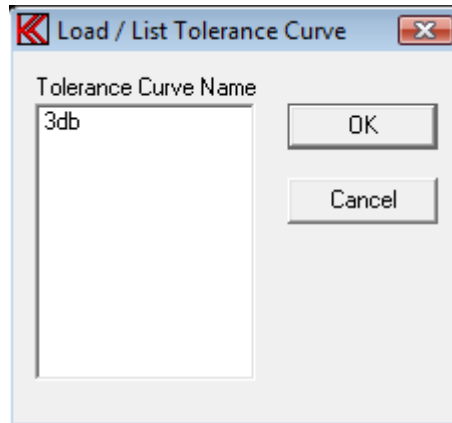 Load / List Tolerance Curve
Tolerance Curve Name
3db
OK
Cancel